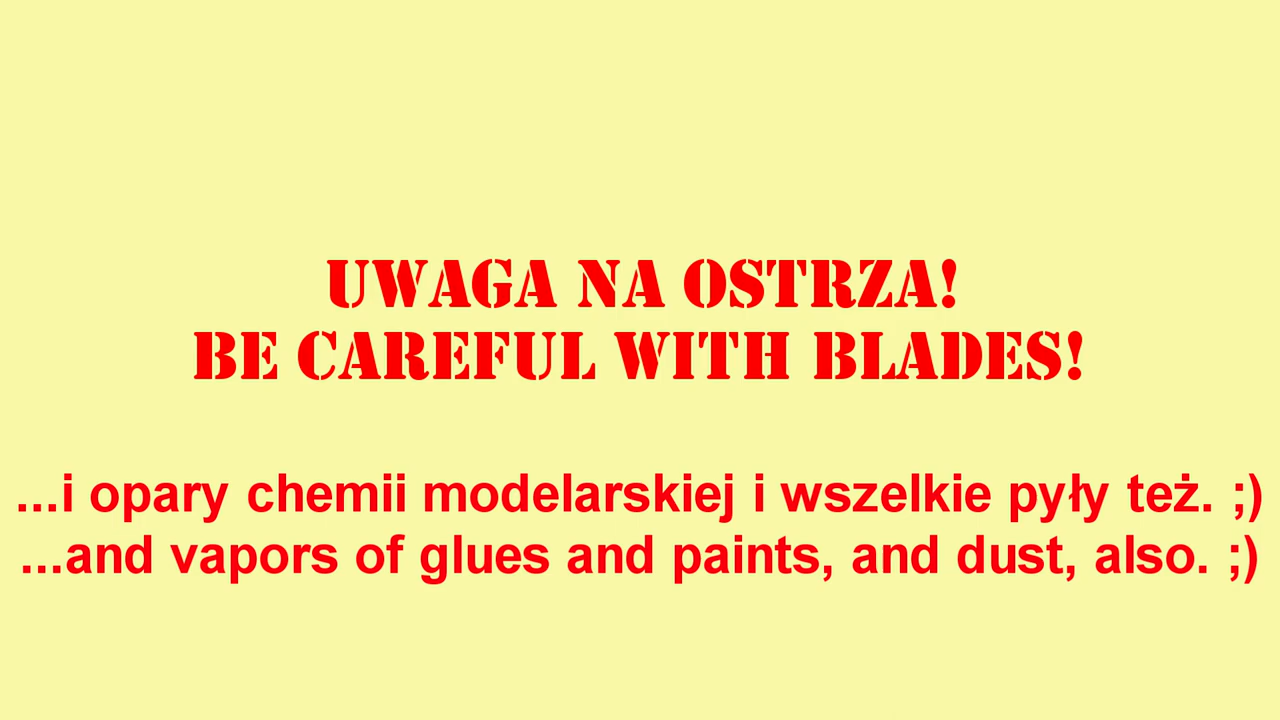 UWAGA NA OSTRZA!
BE CAREFUL WITH BLADES!
...i opary chemii modelarskiej i wszelkie pyły też. ;)
...and vapors of glues and paints, and dust, also. ;)